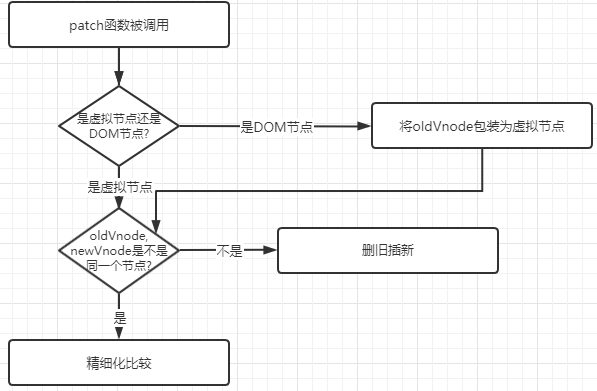 patch函数被调用
是虚拟节点还是
DOM节点?
是DOM节点
将oldVnode包装为虚拟节点
是虚拟节点
oldVnode,
newVnode是不是
同一个节点?
不是
删旧插新
是
精细化比较